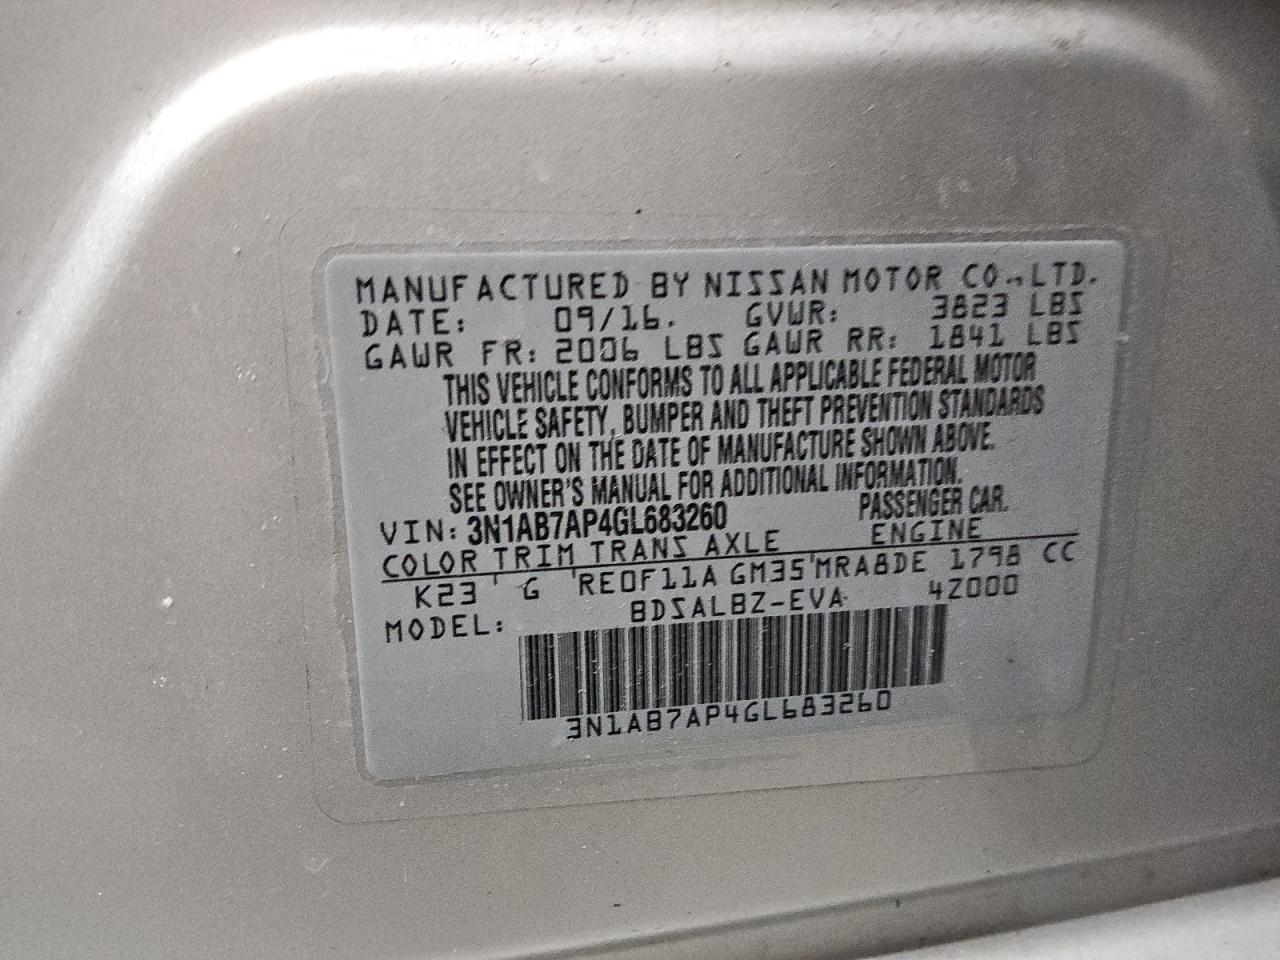 MANUFACTURED BY NISSAN MOTOR CO., LTD.
DATE: 09/16. GVWR: 3823 LBS
GAWR FR: 2006 LBS GAWR RR: 1841 LBS
THIS VEHICLE CONFORMS TO ALL APPLICABLE FEDERAL MOTOR
VEHICLE SAFETY, BUMPER AND THEFT PREVENTION STANDARDS
IN EFFECT ON THE DATE OF MANUFACTURE SHOWN ABOVE.
SEE OWNER'S MANUAL FOR ADDITIONAL INFORMATION.
VIN: 3N1AB7AP4GL683260 PASSENGER CAR.
COLOR TRIM TRANS AXLE ENGINE
K23 ' G 'RE0F11A GM35'MRA8DE 1798 CC
MODEL: BDSALBZ-EVA 42000
3N1AB7AP4GL683260